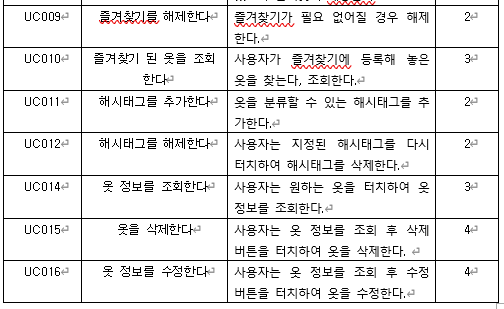 UC009 즐겨찾기를 해제한다 즐겨찾기가 필요 없어질 경우 해제 2
한다.
UC010 즐겨찾기 된 옷을 조회 사용자가 즐겨찾기에 등록해 놓은 3
한다 옷을 찾는다, 조회한다.
UC011 해시태그를 추가한다 옷을 분류할 수 있는 해시태그를 추 2
가한다.
UC012 해시태그를 해제한다 사용자는 지정된 해시태그를 다시 2
터치하여 해시태그를 삭제한다.
UC014 옷 정보를 조회한다 사용자는 원하는 옷을 터치하여 옷 3
정보를 조회한다.
UC015 옷을 삭제한다 사용자는 옷 정보를 조회 후 삭제 4
버튼을 터치하여 옷을 삭제한다.
UC016 옷 정보를 수정한다 사용자는 옷 정보를 조회 후 수정 4
버튼을 터치하여 옷을 수정한다.